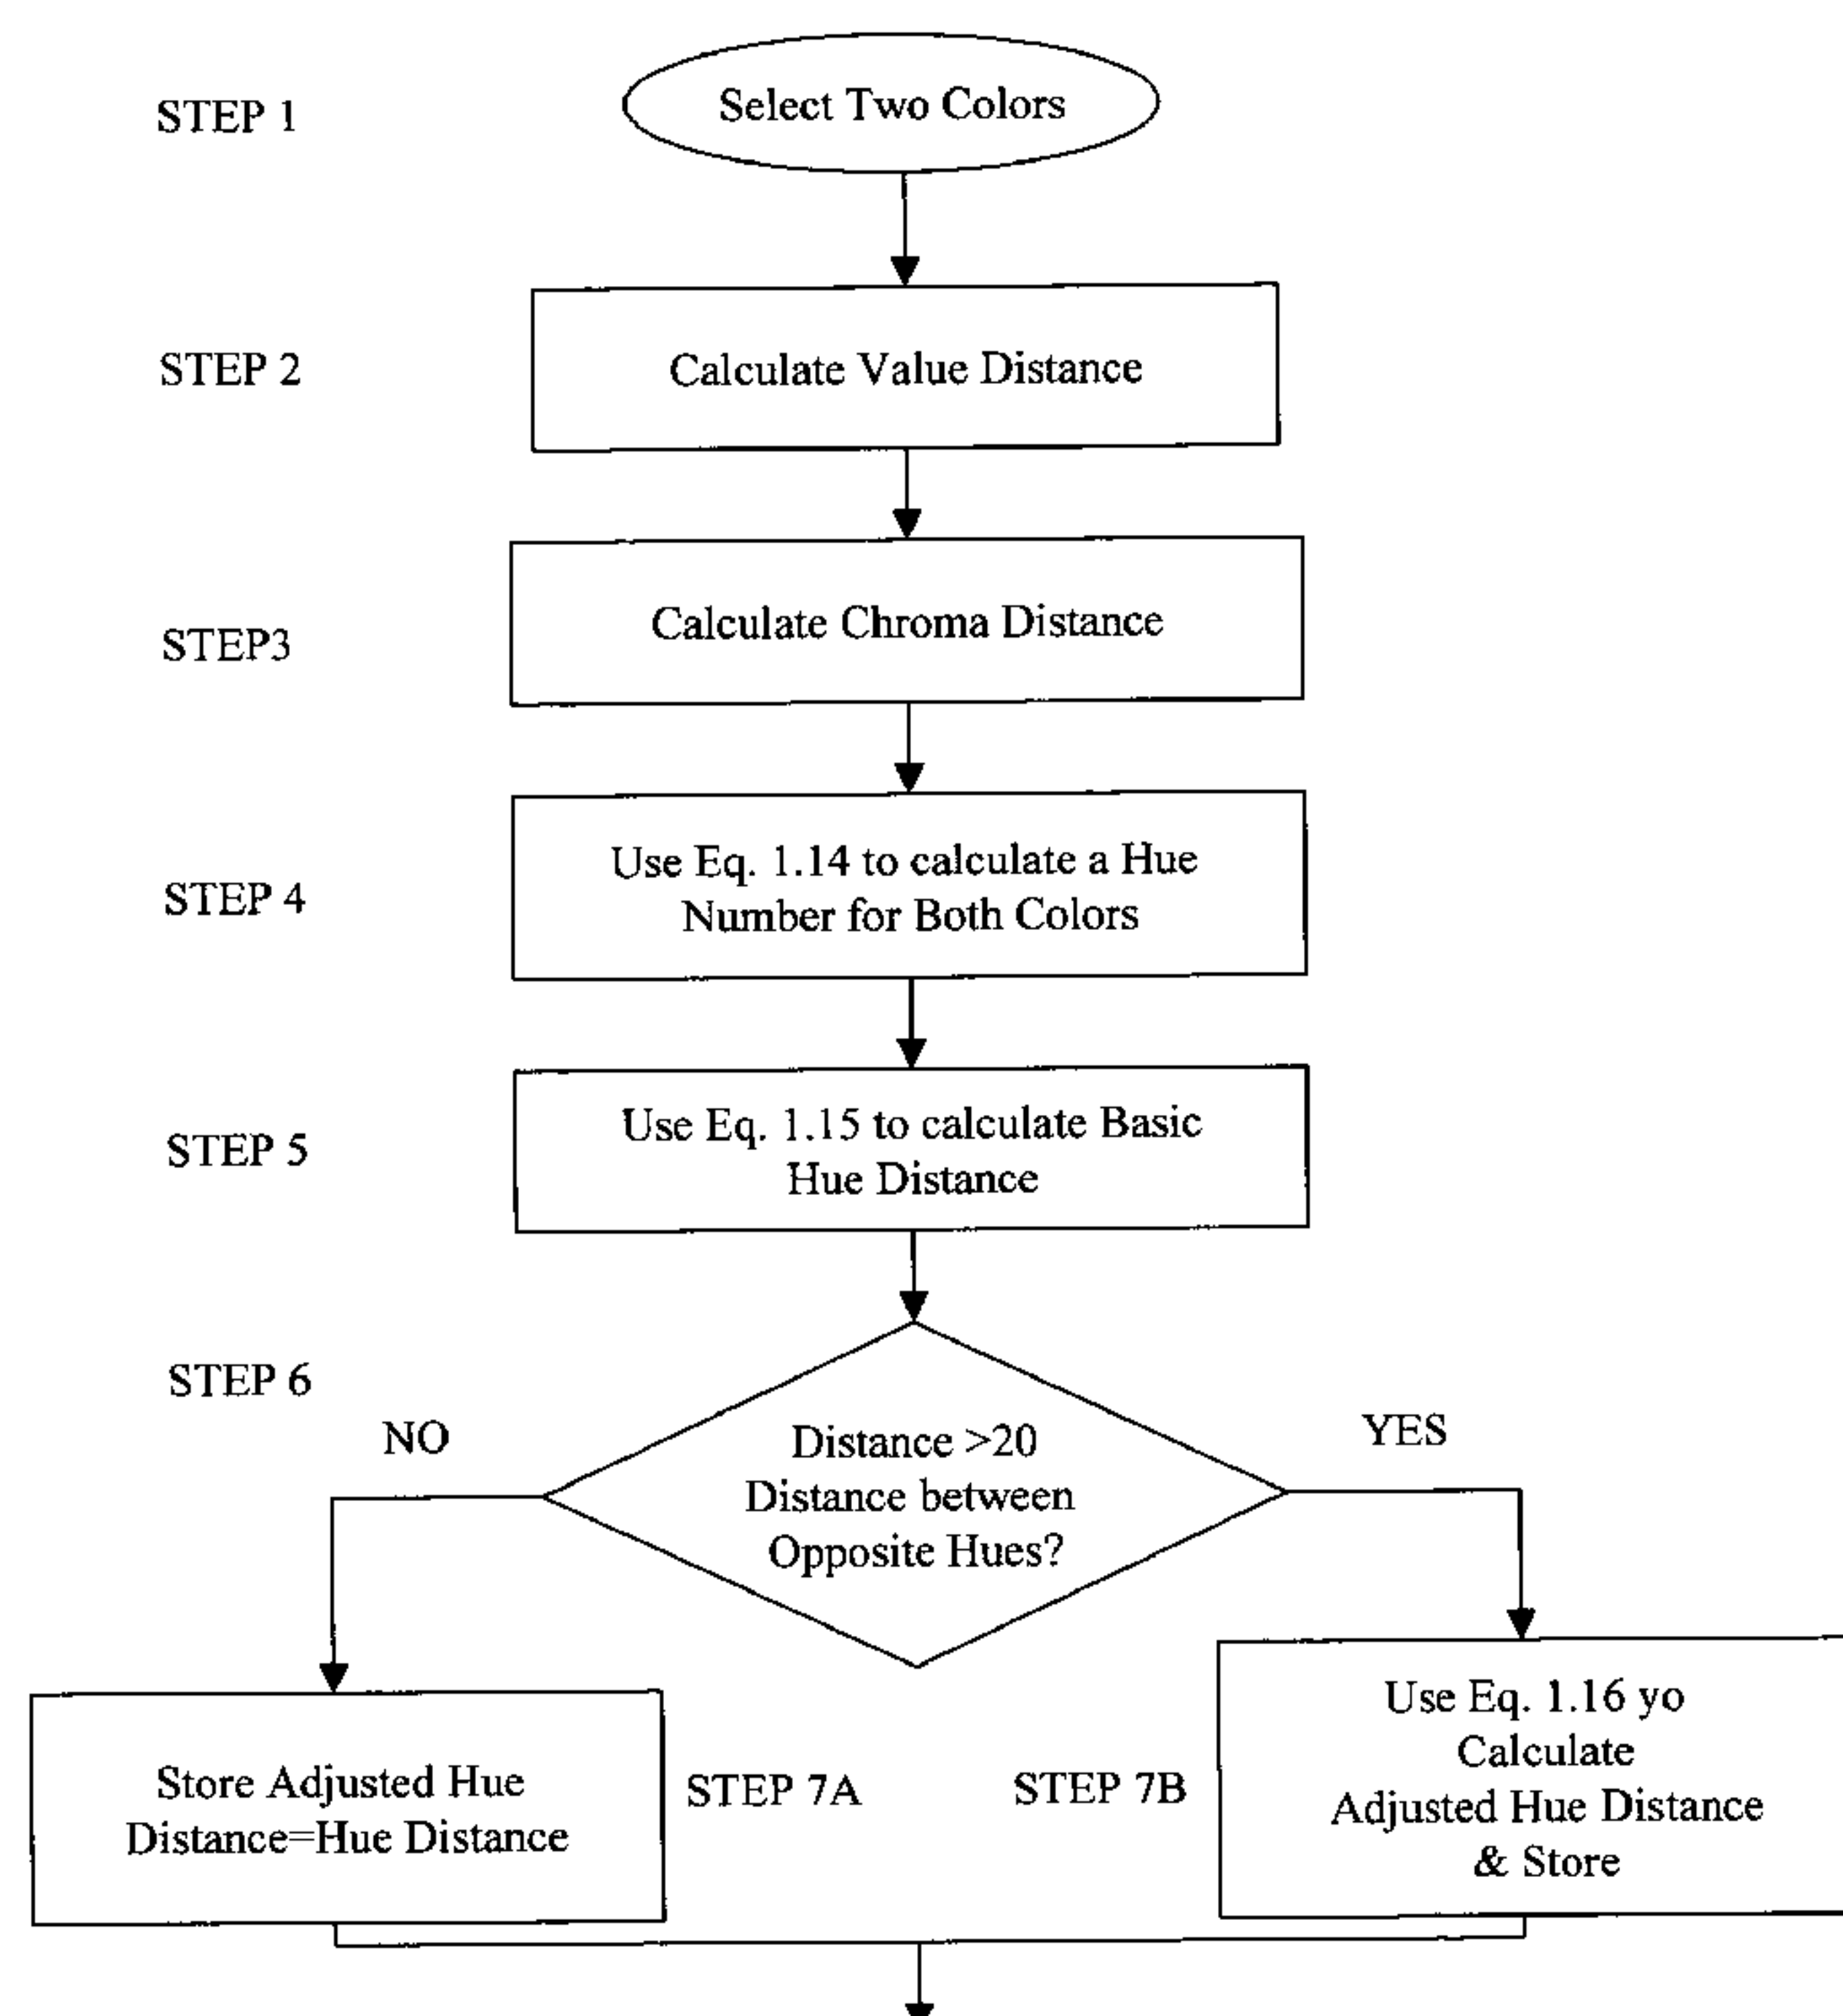 STEP 1
Select Two Colors
STEP 2
Calculate Value Distance
STEP3
Calculate Chroma Distance
STEP 4
Use Eq. 1.14 to calculate a Hue
Number for Both Colors
STEP 5
Use Eq. 1.15 to calculate Basic
Hue Distance
STEP 6
NO
Distance >20
Distance between
Opposite Hues?
YES
Store Adjusted Hue
Distance=Hue Distance
STEP 7A
STEP 7B
Use Eq. 1.16 yo
Calculate
Adjusted Hue Distance
& Store